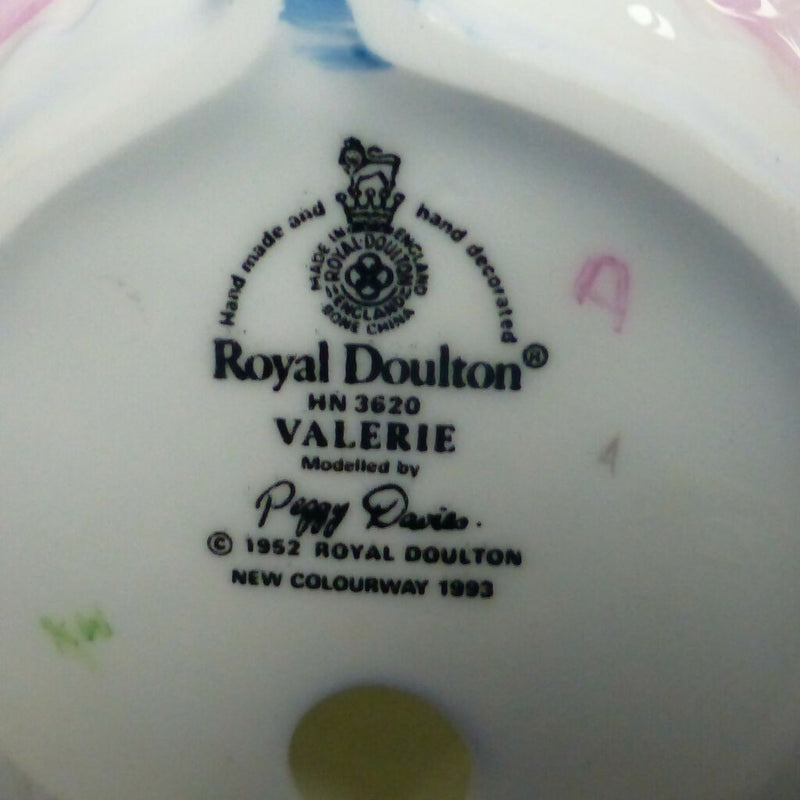 Hand made and hand decorated
MADE IN ENGLAND
ROYAL·DOULTON
ENGLAND
BONE CHINA
Royal Doulton®
HN 3620
VALERIE
Modelled by
Peggy Davies.
© 1952 ROYAL DOULTON
NEW COLOURWAY 1993